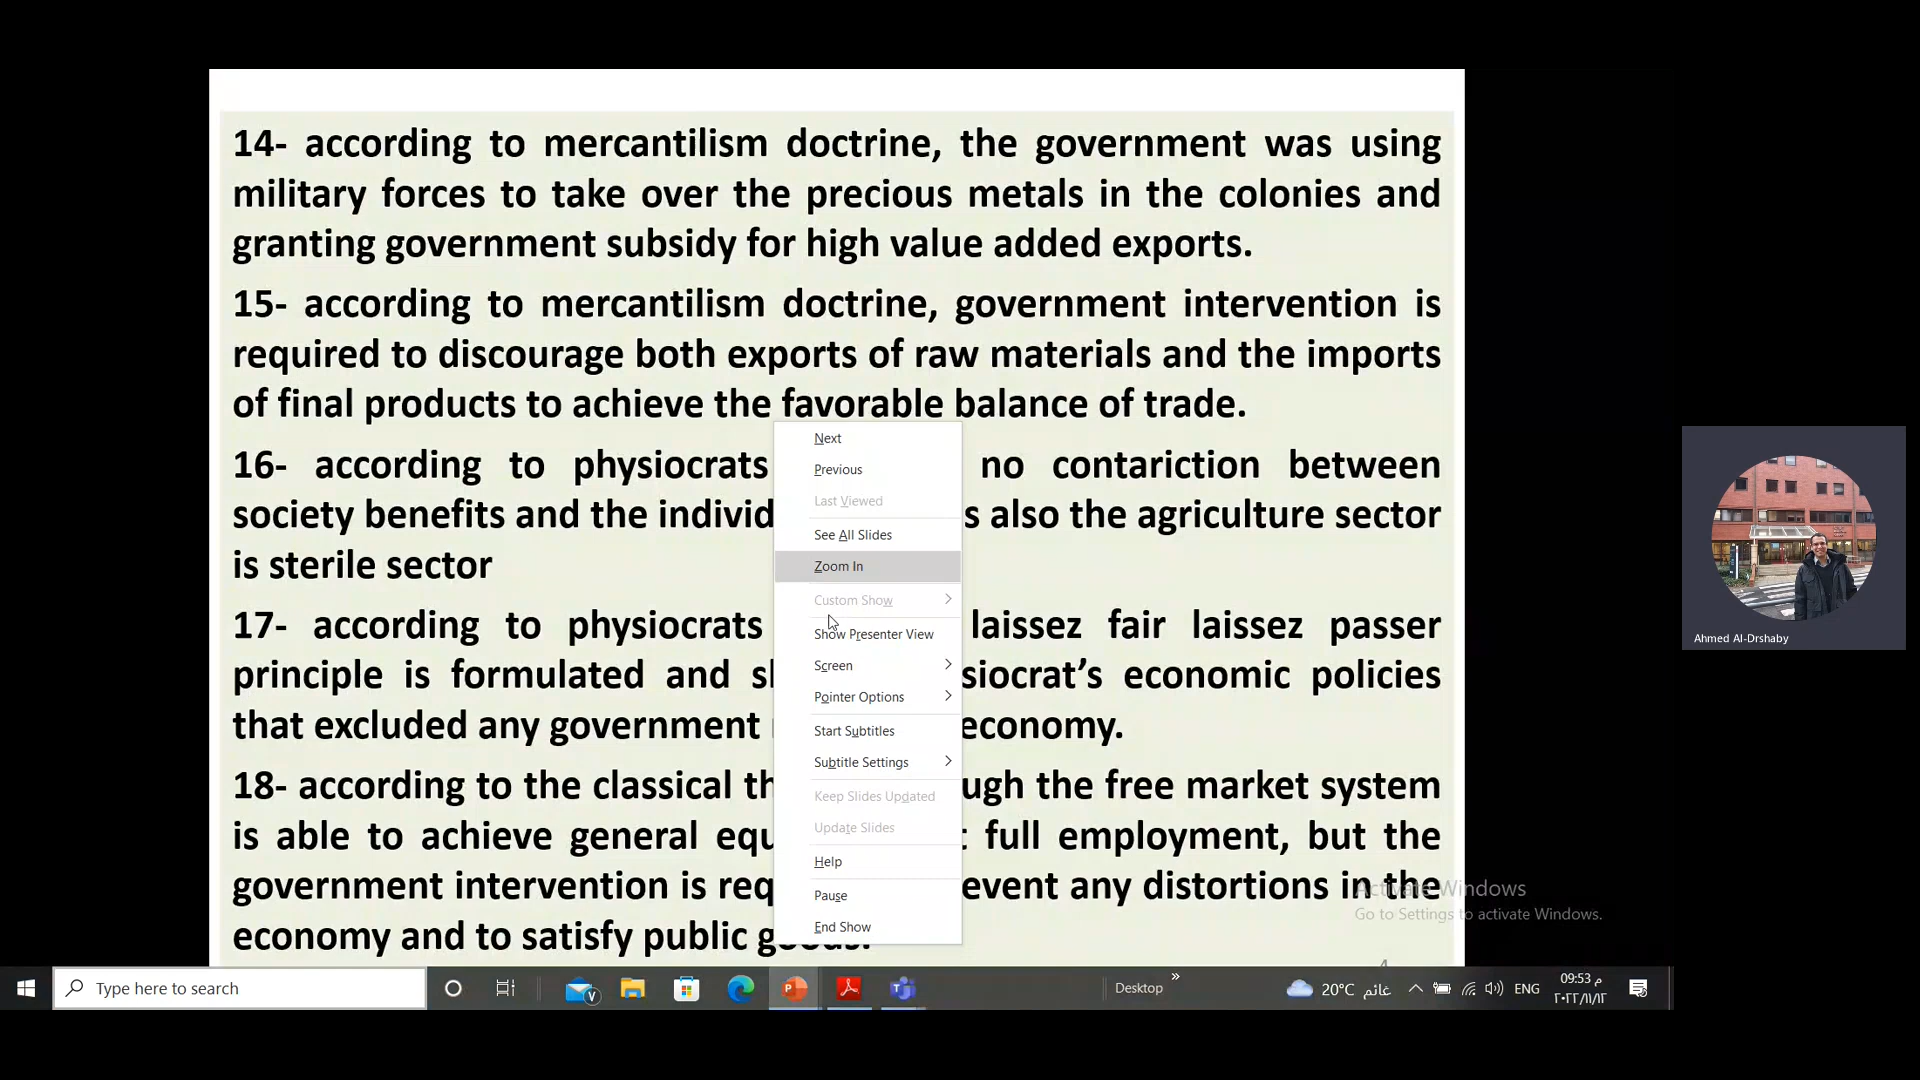 14- according to mercantilism doctrine, the government was using
military forces to take over the precious metals in the colonies and
granting government subsidy for high value added exports.
15- according to mercantilism doctrine, government intervention is
required to discourage both exports of raw materials and the imports
of final products to achieve the favorable balance of trade.
16- according to physiocrats no contariction between
society benefits and the individ s also the agriculture sector
is sterile sector
17- according to physiocrats laissez fair laissez passer
principle is formulated and siocrat’s economic policies
that excluded any government economy.
18- according to the classical th ugh the free market system
is able to achieve general equ full employment, but the
government intervention is req event any distortions in the
economy and to satisfy public goods.
Next
Previous
Last Viewed
See All Slides
Zoom In
Custom Show
Show Presenter View
Screen
Pointer Options
Start Subtitles
Subtitle Settings
Keep Slides Updated
Update Slides
Help
Pause
End Show
Activate Windows
Go to Settings to activate Windows.
Ahmed Al-Drshaby
Type here to search
V
Desktop
»
20°C غائم
ENG
09:53 م
٢٠٢٢/١١/١٢